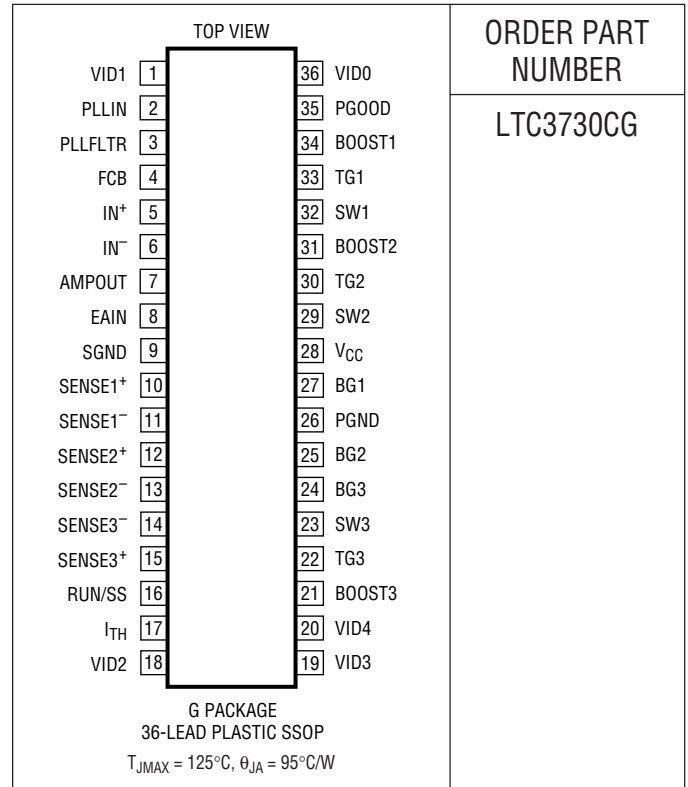 TOP VIEW
VID1 1 36 VID0
PLLIN 2 35 PGOOD
PLLFLTR 3 34 BOOST1
FCB 4 33 TG1
IN+ 5 32 SW1
IN− 6 31 BOOST2
AMPOUT 7 30 TG2
EAIN 8 29 SW2
SGND 9 28 VCC
SENSE1+ 10 27 BG1
SENSE1− 11 26 PGND
SENSE2+ 12 25 BG2
SENSE2− 13 24 BG3
SENSE3− 14 23 SW3
SENSE3+ 15 22 TG3
RUN/SS 16 21 BOOST3
ITH 17 20 VID4
VID2 18 19 VID3
G PACKAGE
36-LEAD PLASTIC SSOP
TJMAX = 125°C, θJA = 95°C/W
ORDER PART
NUMBER
LTC3730CG